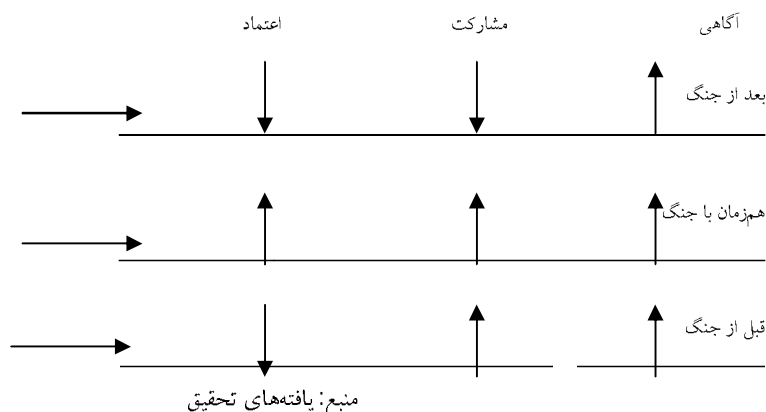 آگاهی مشارکت اعتماد
بعد از جنگ
هم‌زمان با جنگ
قبل از جنگ
منبع: یافته‌های تحقیق